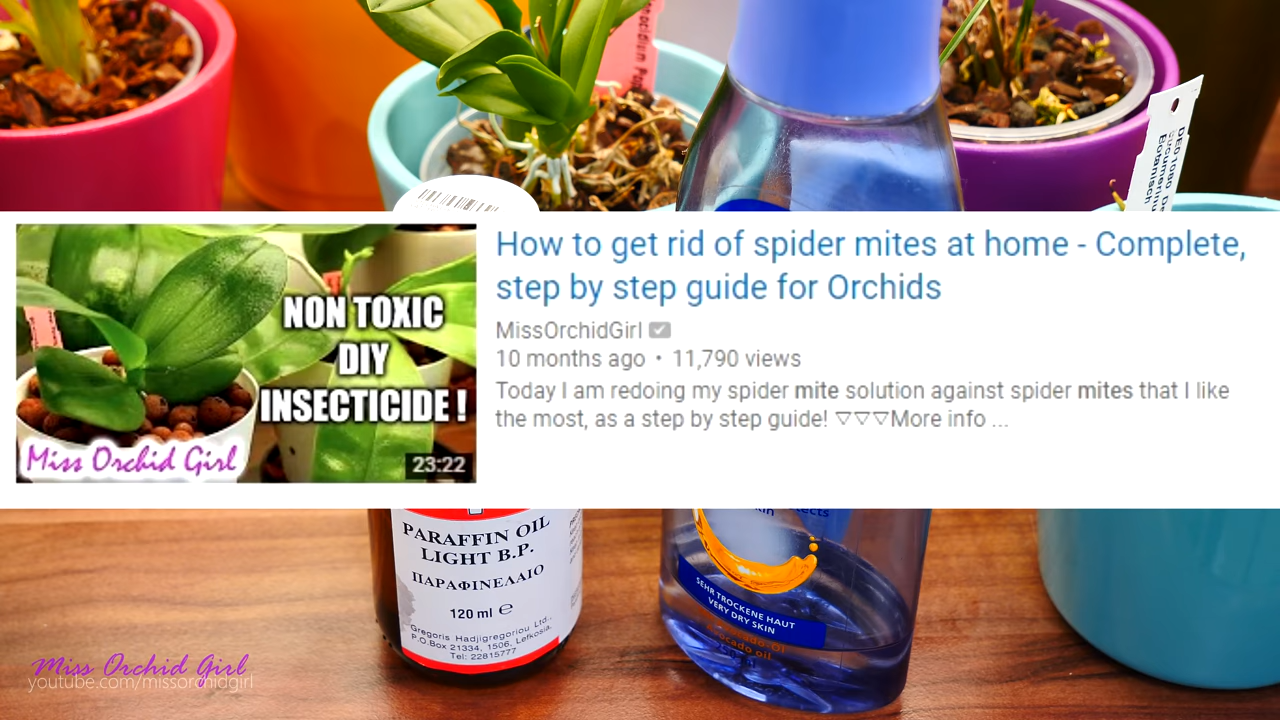 NON TOXIC
DIY
INSECTICIDE !
Miss Orchid Girl
23:22
How to get rid of spider mites at home - Complete,
step by step guide for Orchids
MissOrchidGirl
10 months ago • 11,790 views
Today I am redoing my spider mite solution against spider mites that I like
the most, as a step by step guide! ▽▽▽More info ...
PARAFFIN OIL
LIGHT B.P.
ΠΑΡΑΦΙΝΕΛΑΙΟ
120 ml ℮
Gregoris Hadjigregoriou Ltd.,
P.O.Box 21334, 1506, Lefkosia,
Tel: 22815777
SEHR TROCKENE HAUT
VERY DRY SKIN
Miss Orchid Girl
youtube.com/missorchidgirl